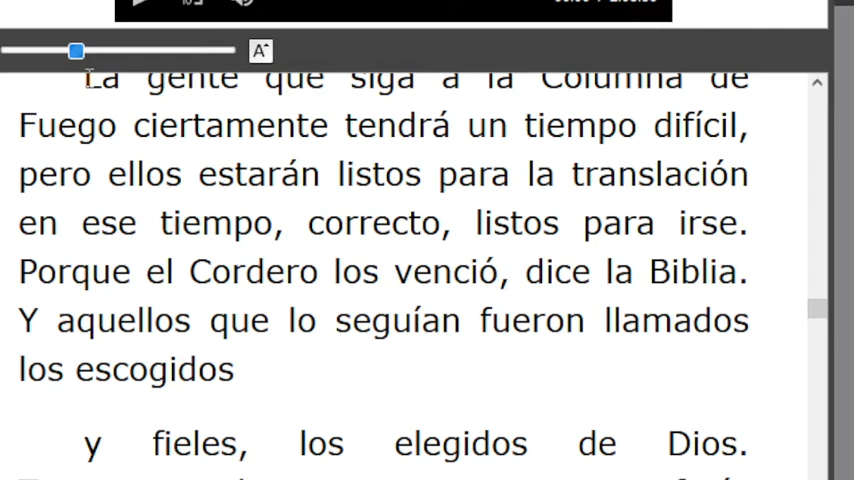 A
La gente que siga a la Columna de
Fuego ciertamente tendrá un tiempo difícil,
pero ellos estarán listos para la translación
en ese tiempo, correcto, listos para irse.
Porque el Cordero los venció, dice la Biblia.
Y aquellos que lo seguían fueron llamados
los escogidos
y fieles, los elegidos de Dios.